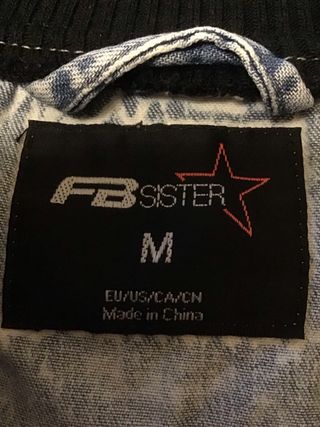 FB SISTER
M
EU/US/CA/CN
Made in China